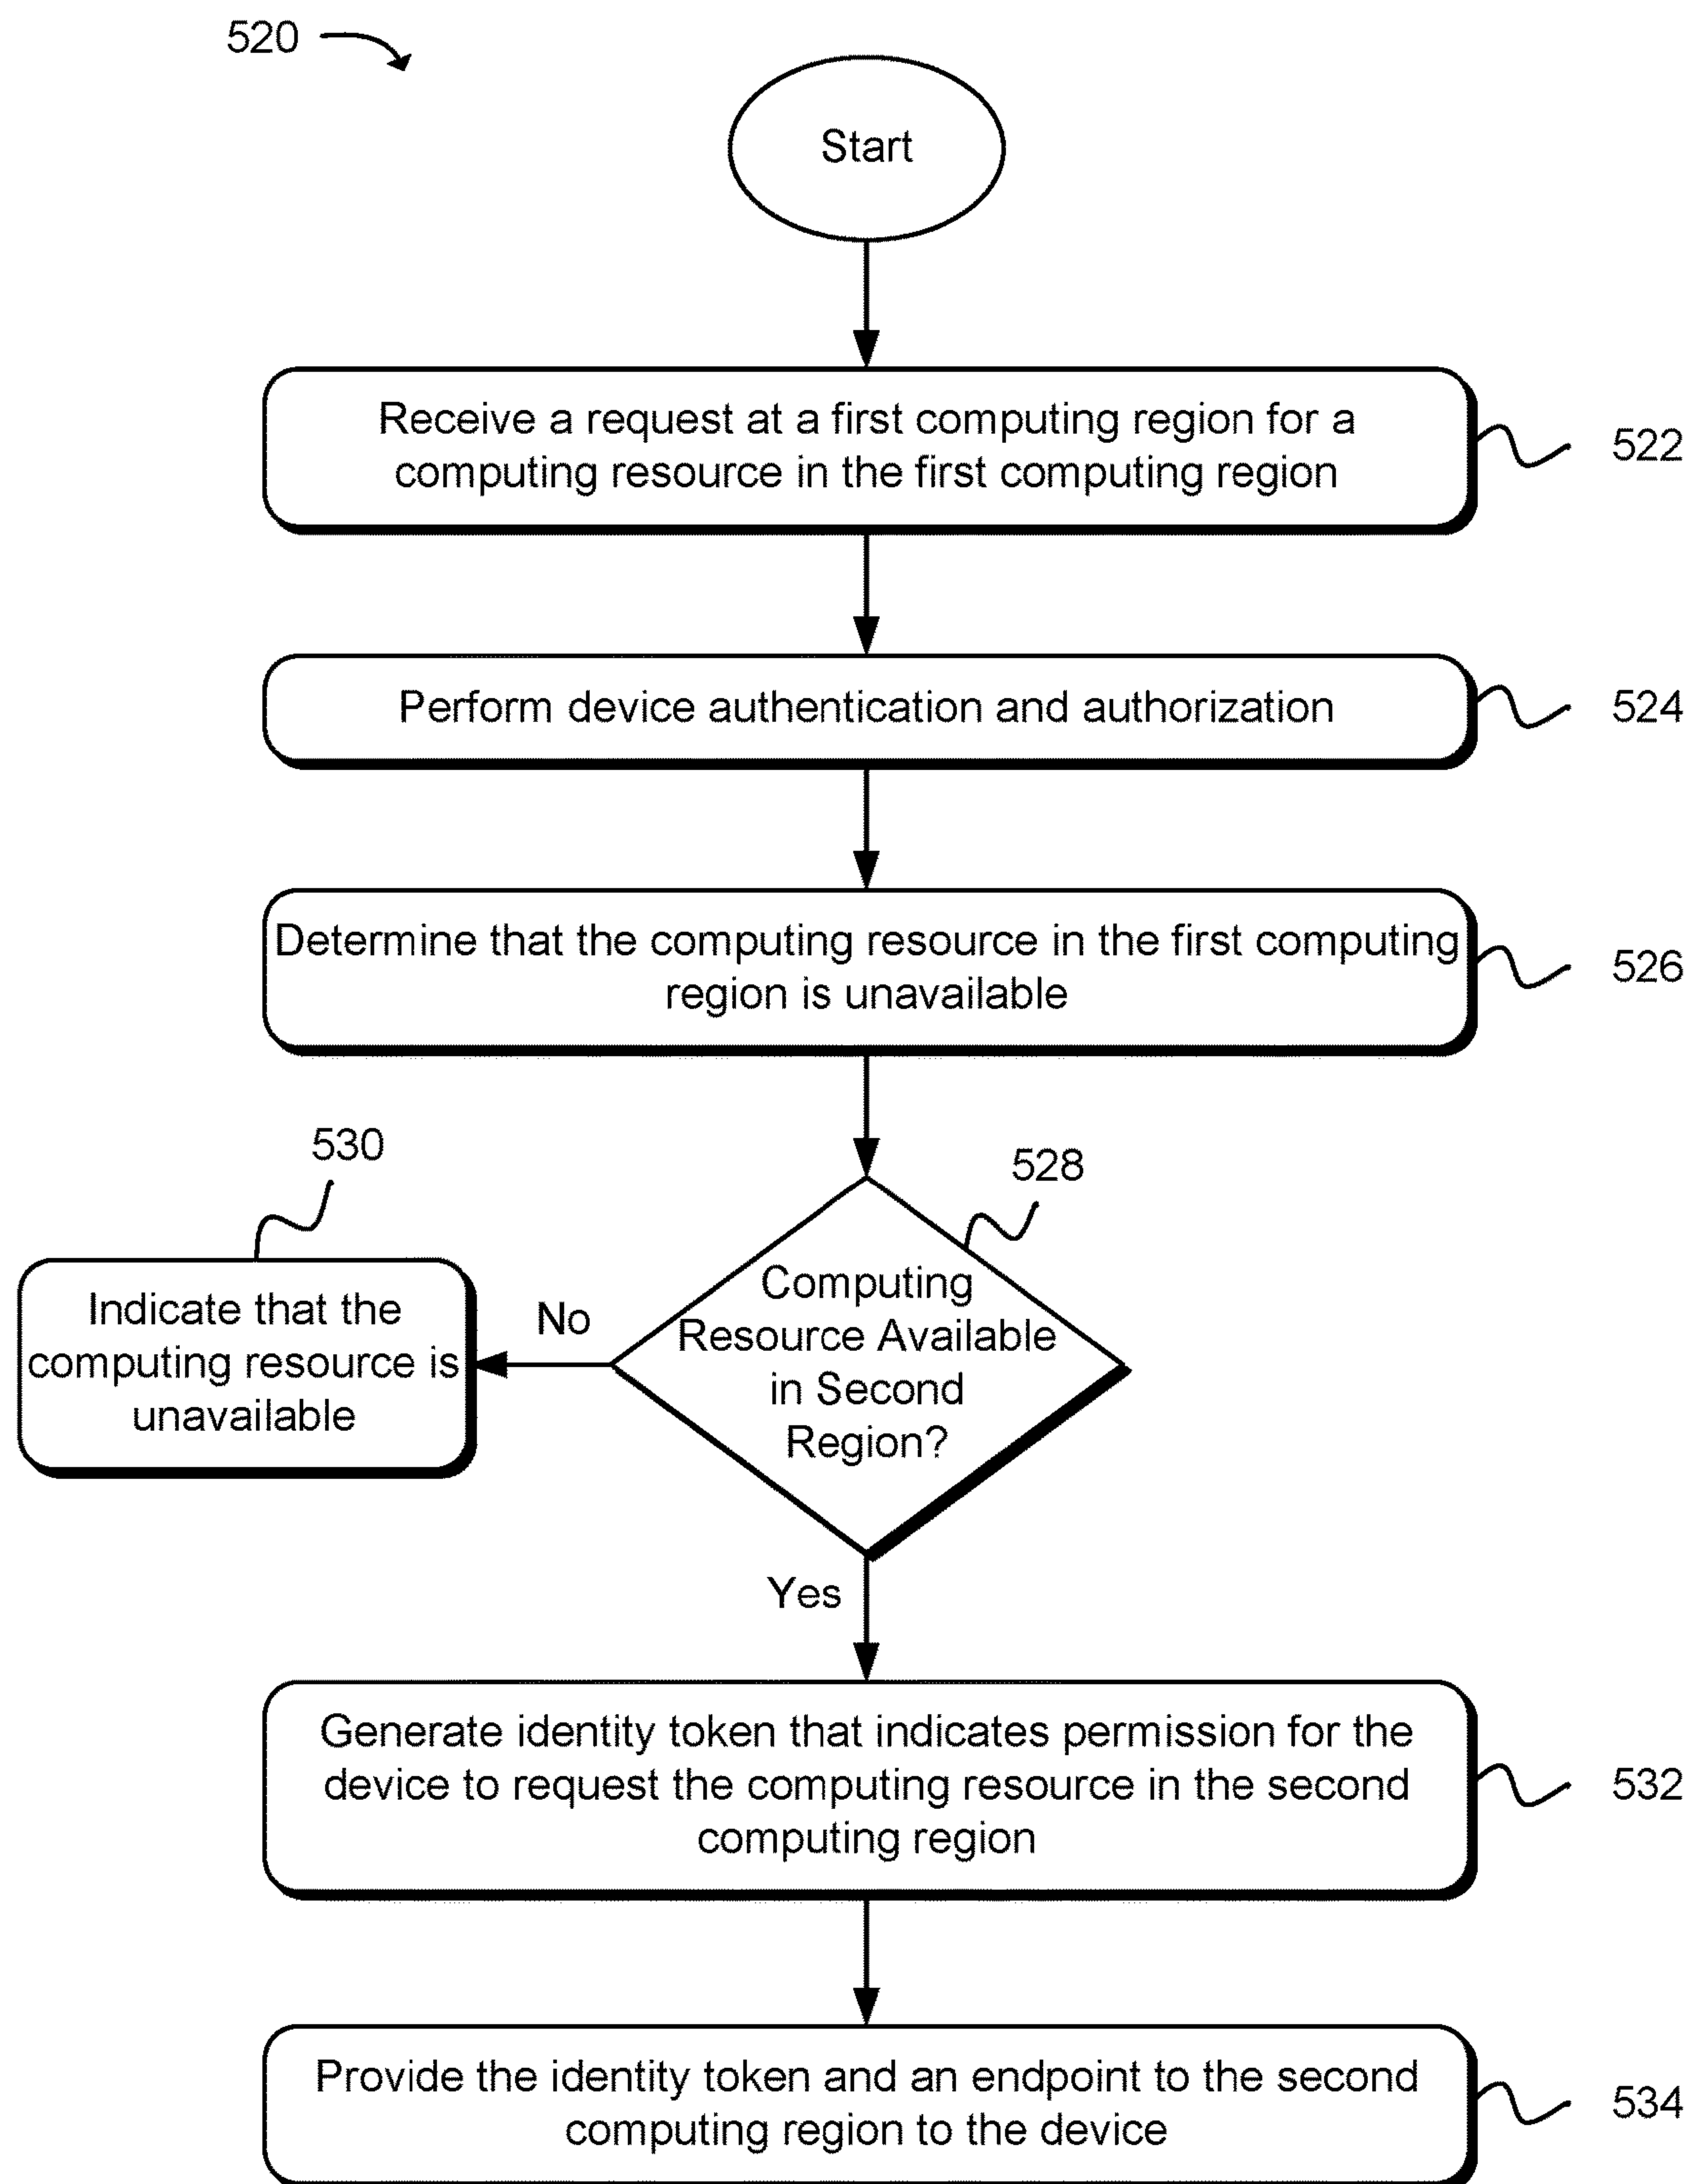 520
Start
Receive a request at a first computing region for a
computing resource in the first computing region
522
Perform device authentication and authorization
524
Determine that the computing resource in the first computing
region is unavailable
526
530
528
Indicate that the
computing resource is
unavailable
No
Computing
Resource Available
in Second
Region?
Yes
Generate identity token that indicates permission for the
device to request the computing resource in the second
computing region
532
Provide the identity token and an endpoint to the second
computing region to the device
534